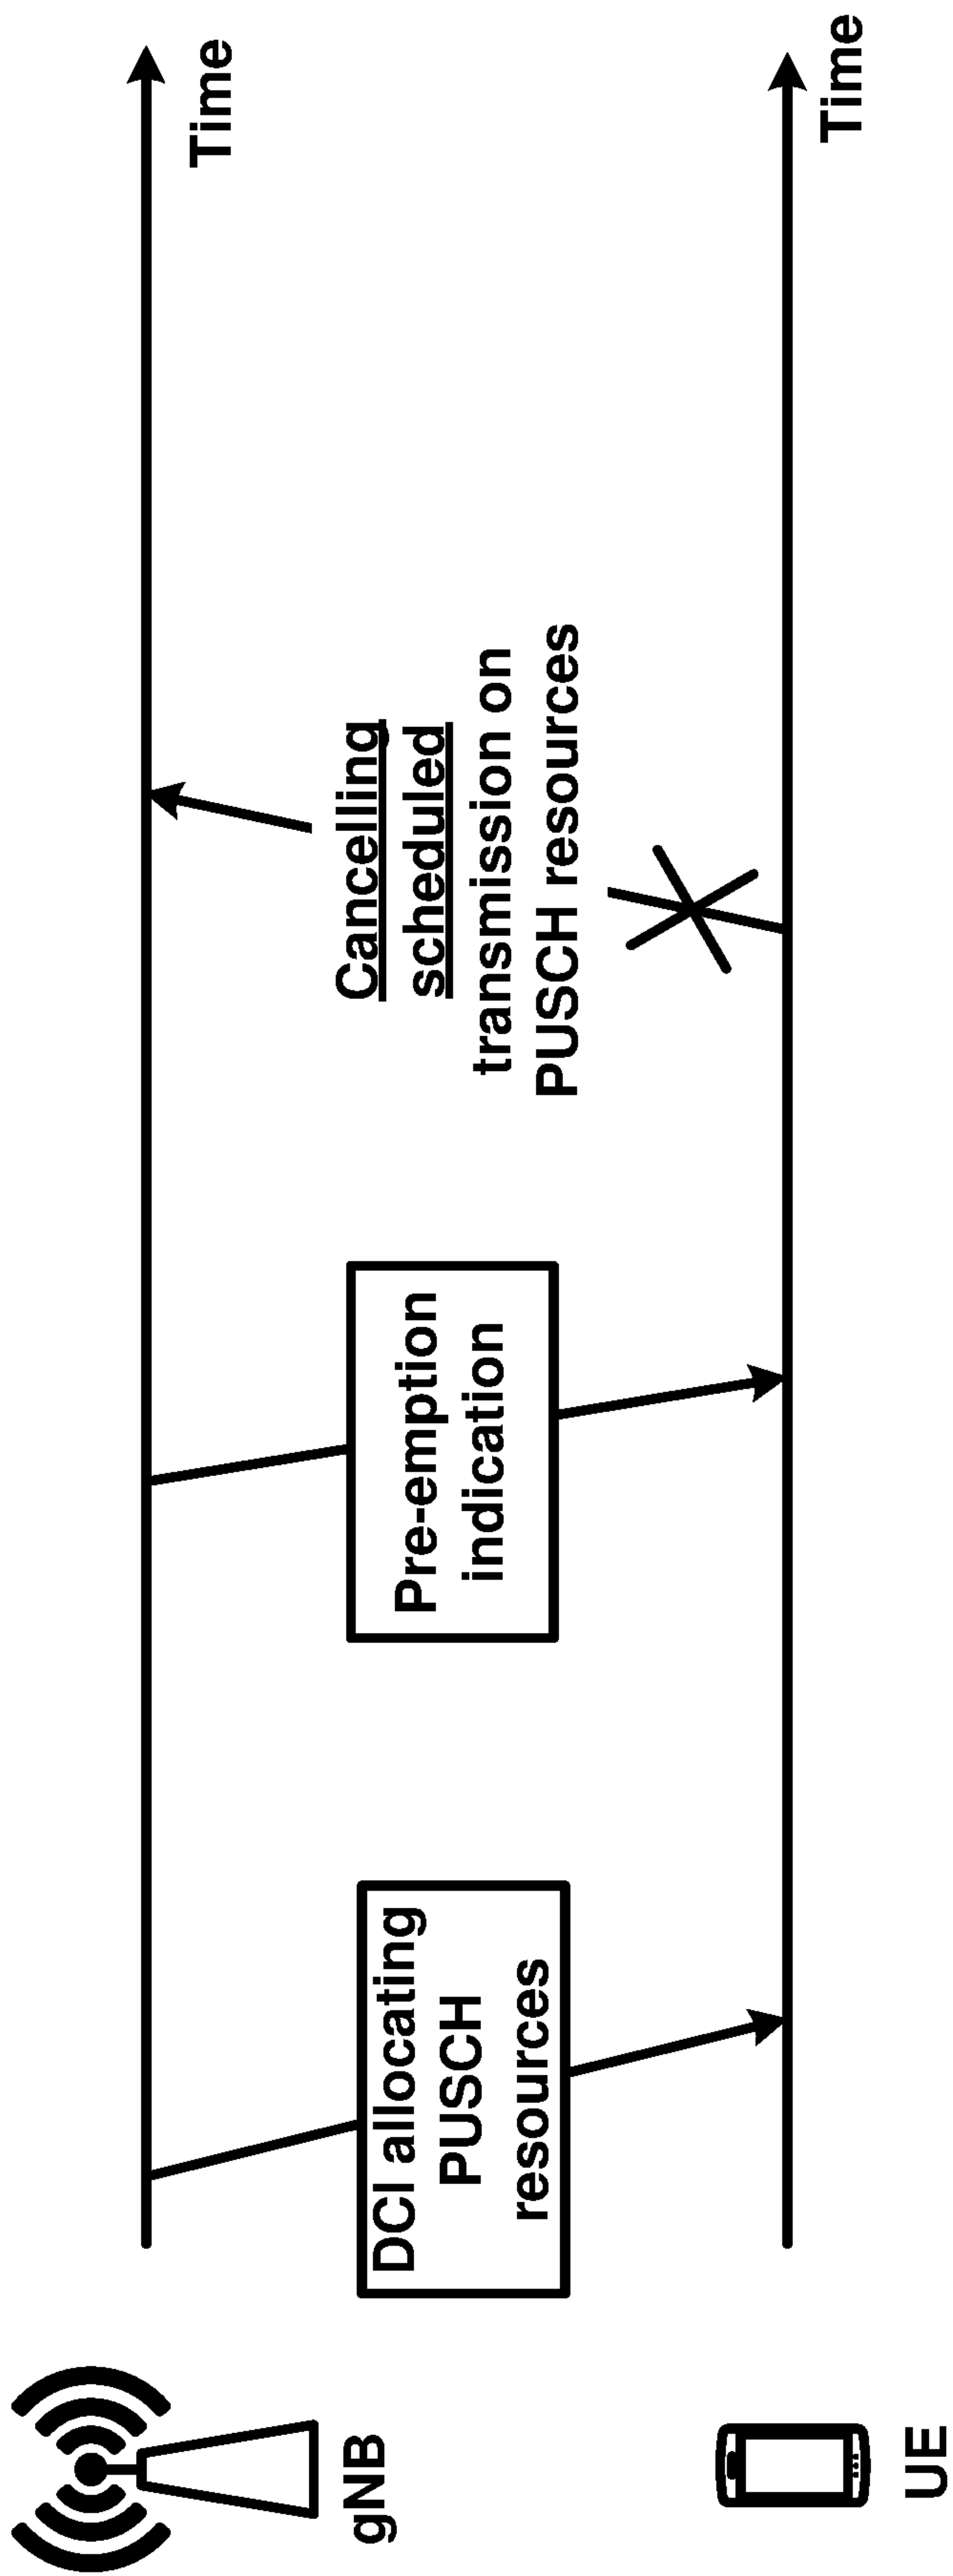 gNB
UE
DCI allocating
PUSCH
resources
Pre-emption
indication
Cancelling
scheduled
transmission on
PUSCH resources
Time
Time